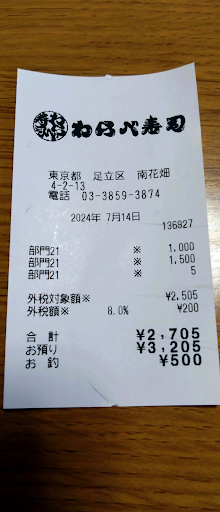 わらべ寿司
東京都 足立区 南花畑
4-2-13
電話 03-3859-3874
2024年 7月14日
136927
部門21 ※ 1,000
部門21 ※ 1,500
部門21 ※ 5
外税対象額※ ¥2,505
外税額※ 8.0% ¥200
合 計 ¥2,705
お預り ¥3,205
お 釣 ¥500